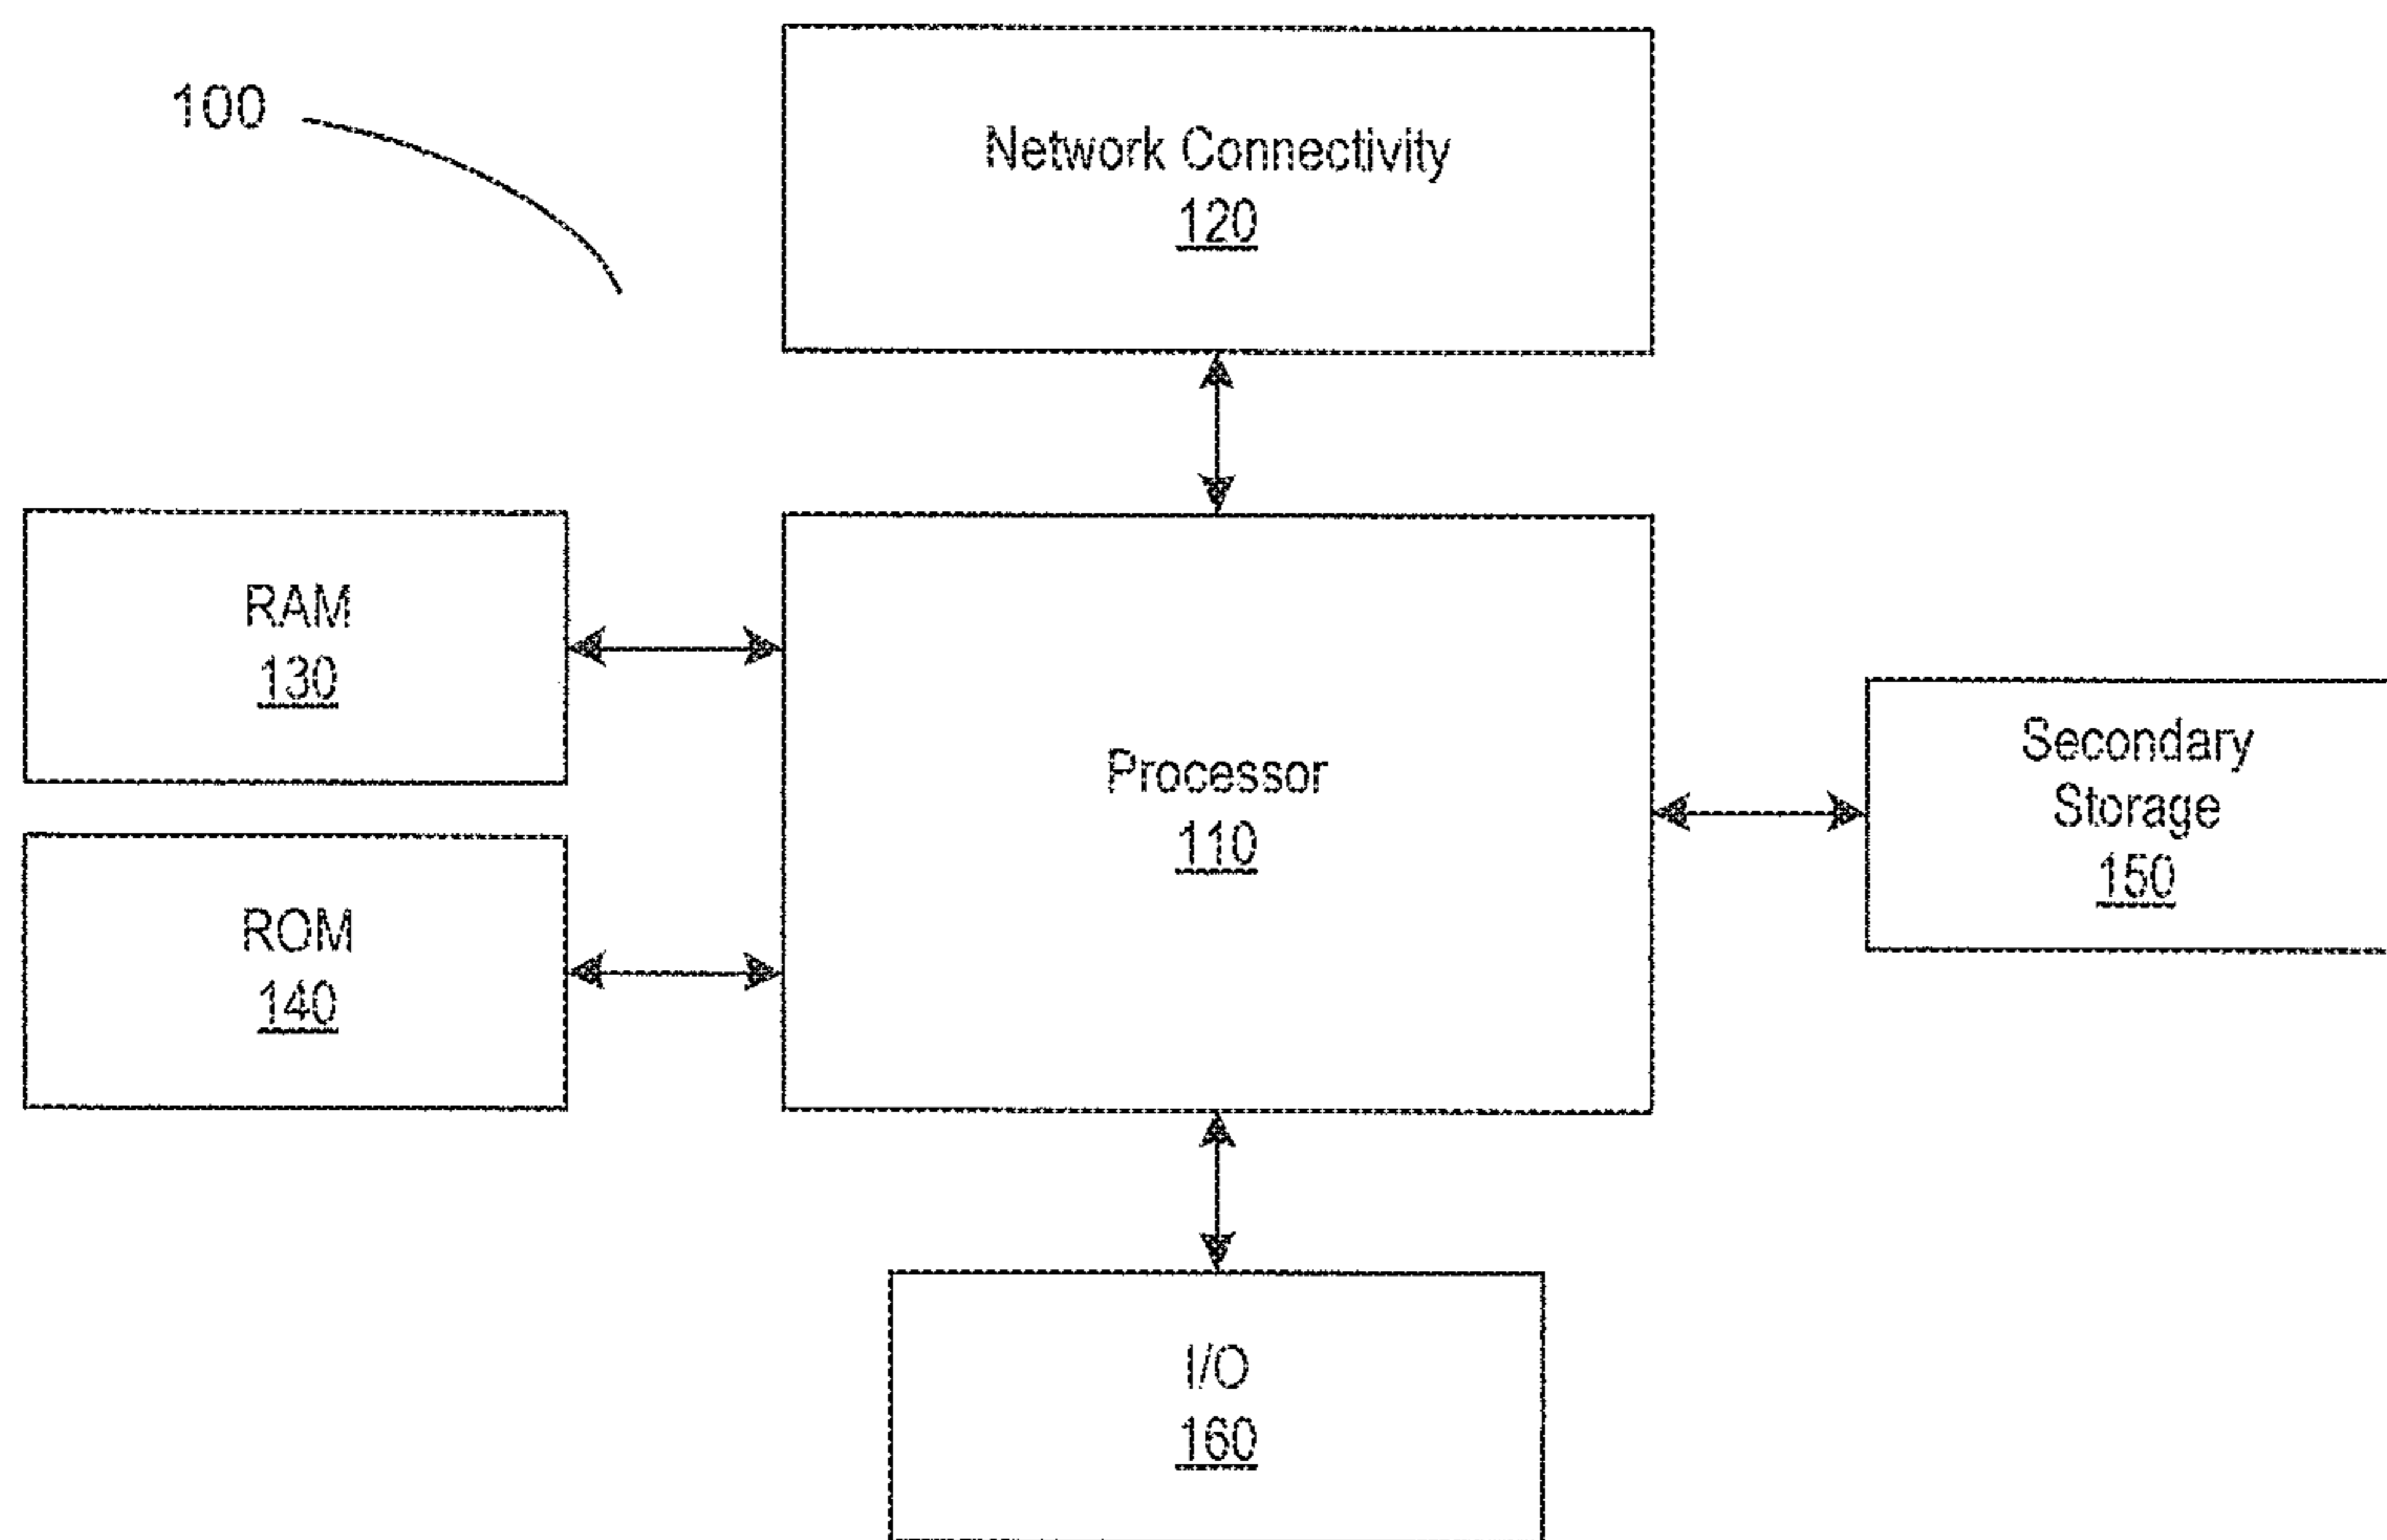 100
Network Connectivity
120
RAM
130
Processor
110
Secondary
Storage
150
ROM
140
I/O
160